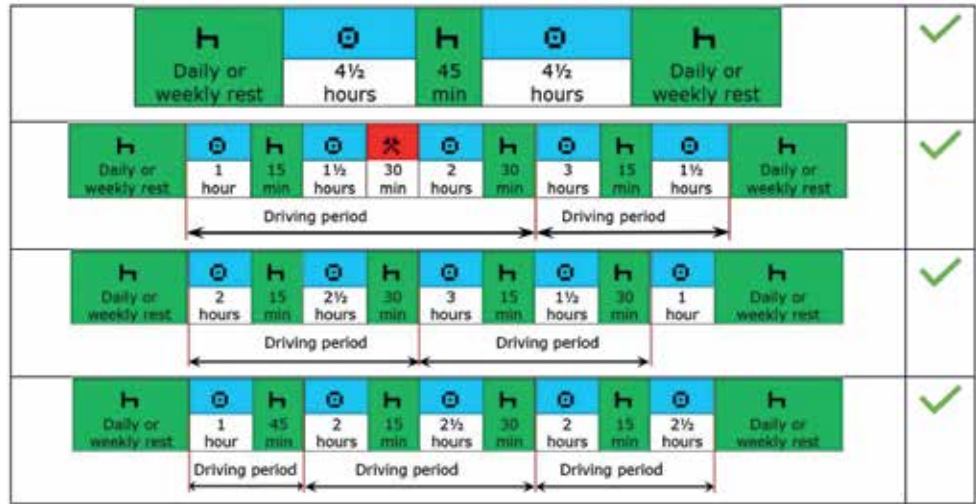 Daily or weekly rest
4½ hours
45 min
4½ hours
Daily or weekly rest
Daily or weekly rest
1 hour
15 min
1½ hours
30 min
2 hours
30 min
3 hours
15 min
1½ hours
Daily or weekly rest
Driving period
Driving period
Daily or weekly rest
2 hours
15 min
2½ hours
30 min
3 hours
15 min
1½ hours
30 min
1 hour
Daily or weekly rest
Driving period
Driving period
Daily or weekly rest
1 hour
45 min
2 hours
15 min
2½ hours
30 min
2 hours
15 min
2½ hours
Daily or weekly rest
Driving period
Driving period
Driving period